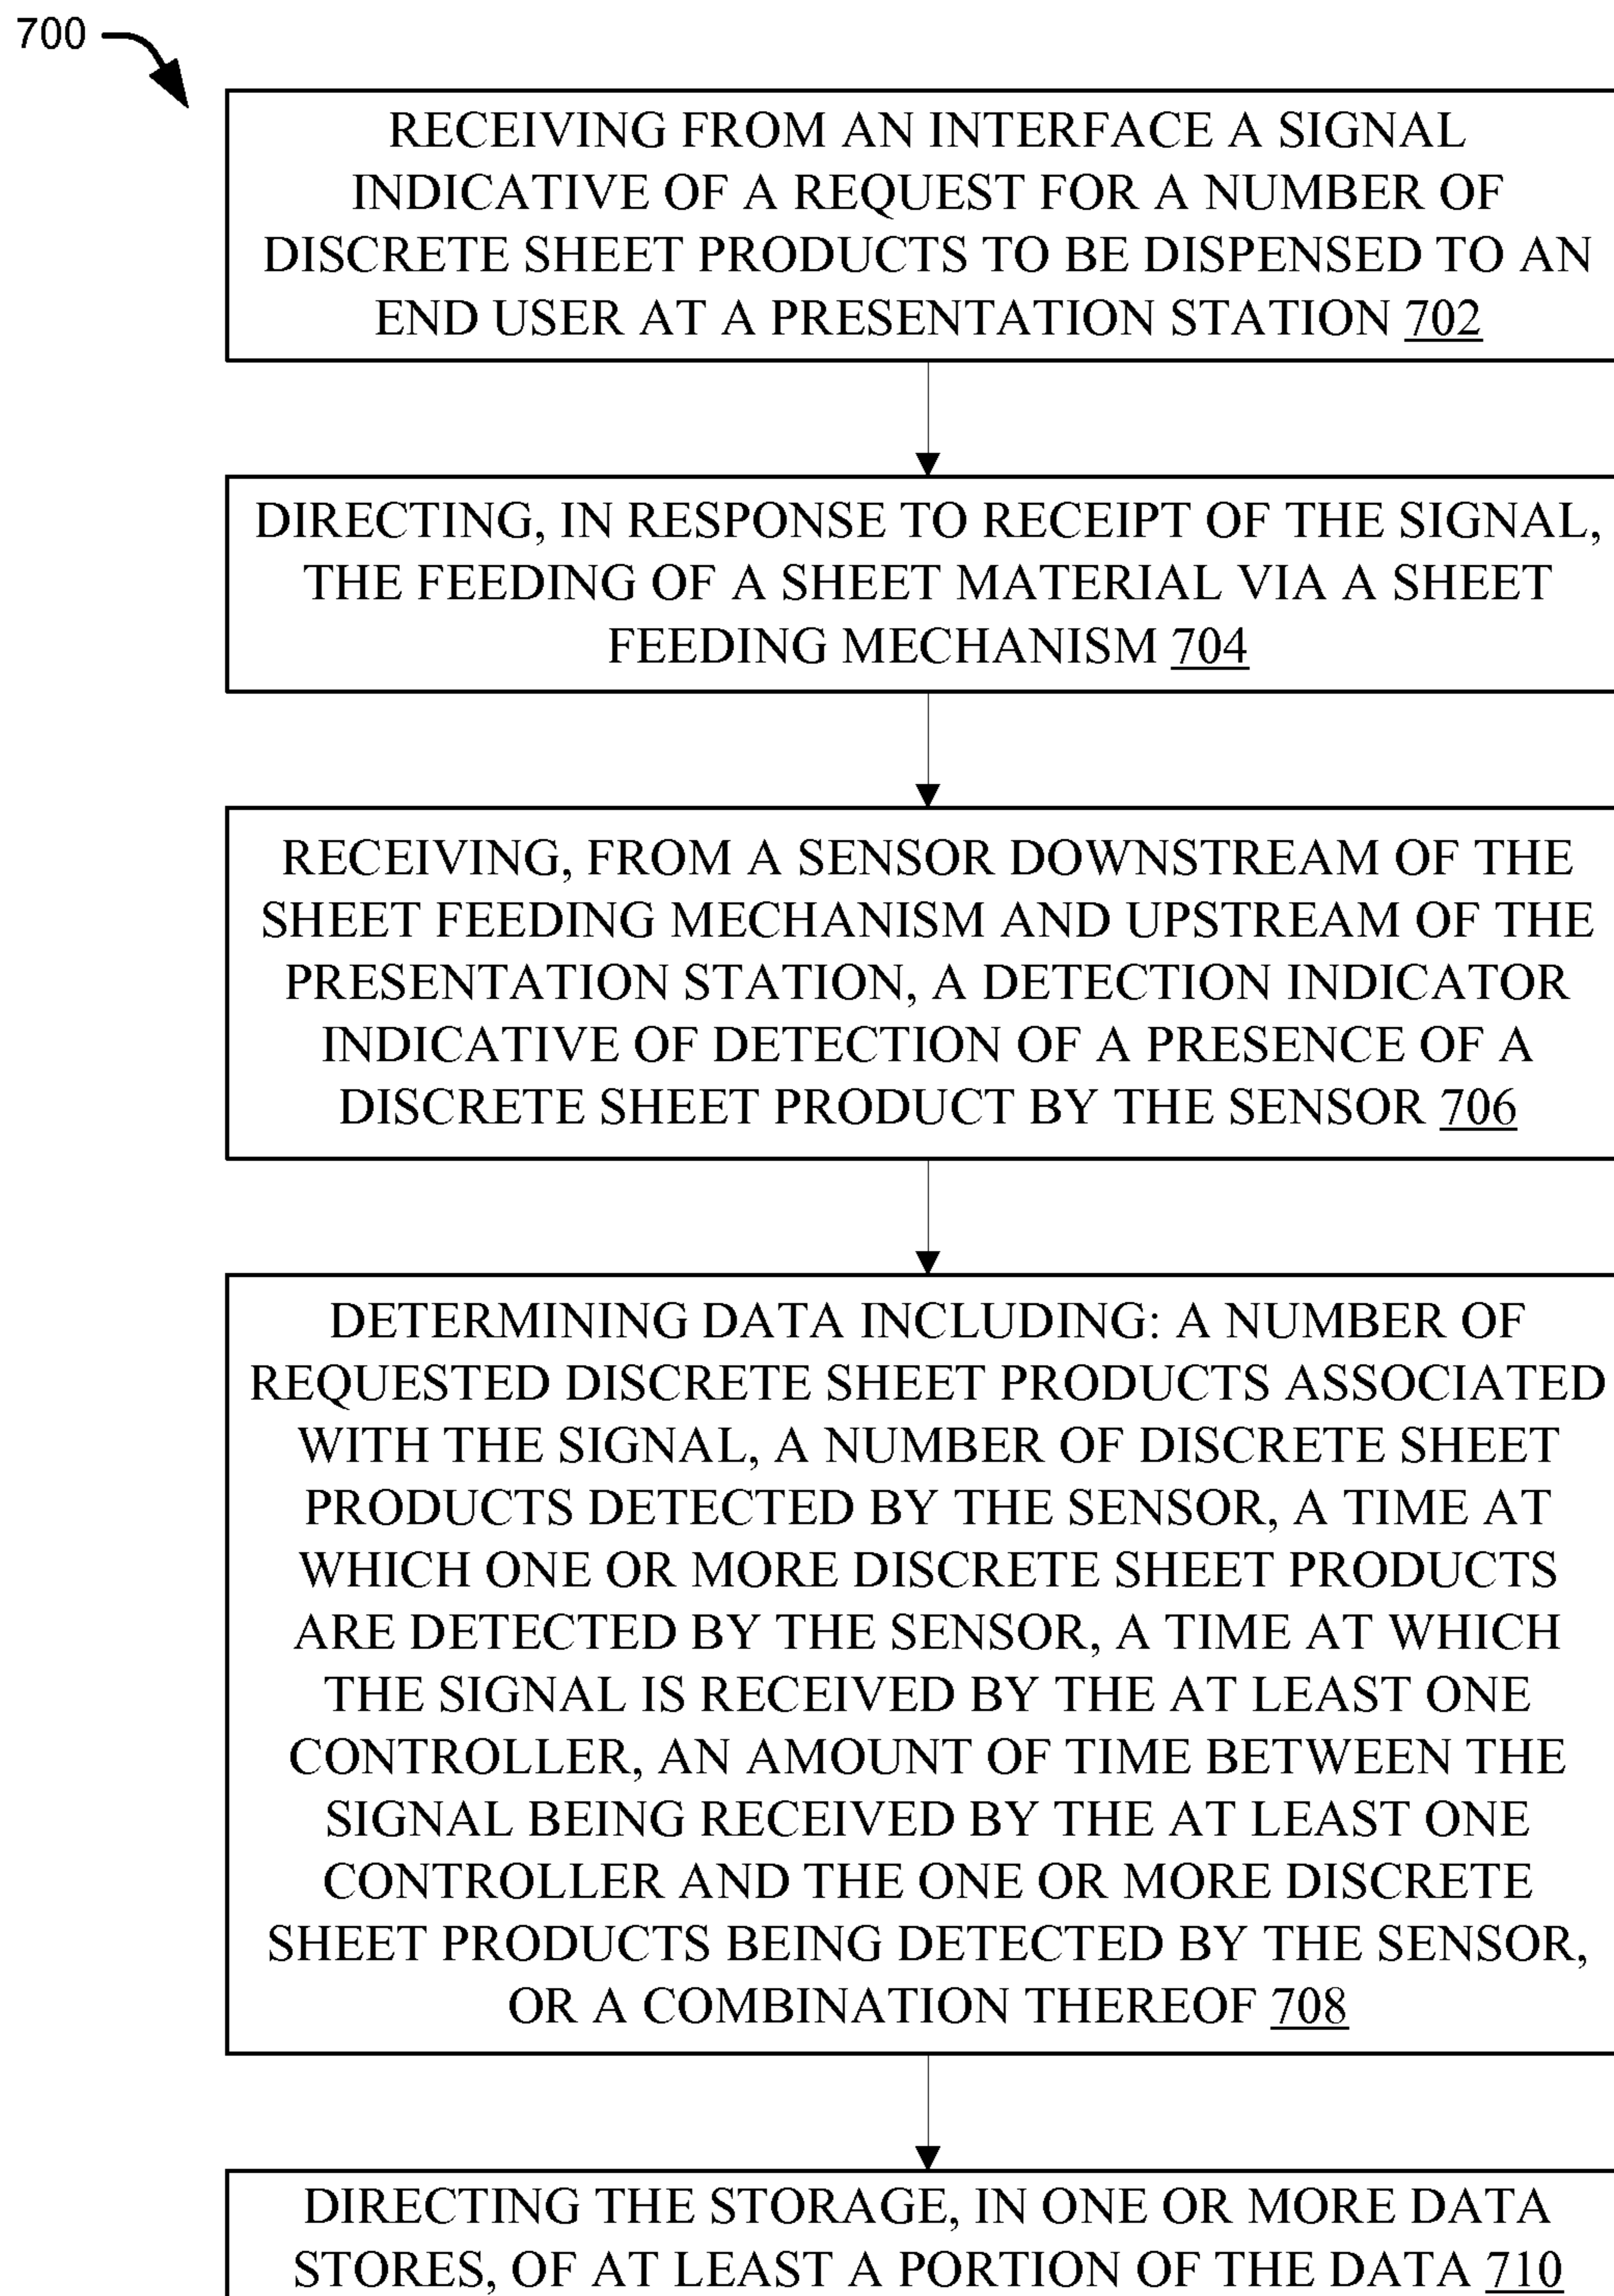 700
RECEIVING FROM AN INTERFACE A SIGNAL
INDICATIVE OF A REQUEST FOR A NUMBER OF
DISCRETE SHEET PRODUCTS TO BE DISPENSED TO AN
END USER AT A PRESENTATION STATION 702
DIRECTING, IN RESPONSE TO RECEIPT OF THE SIGNAL,
THE FEEDING OF A SHEET MATERIAL VIA A SHEET
FEEDING MECHANISM 704
RECEIVING, FROM A SENSOR DOWNSTREAM OF THE
SHEET FEEDING MECHANISM AND UPSTREAM OF THE
PRESENTATION STATION, A DETECTION INDICATOR
INDICATIVE OF DETECTION OF A PRESENCE OF A
DISCRETE SHEET PRODUCT BY THE SENSOR 706
DETERMINING DATA INCLUDING: A NUMBER OF
REQUESTED DISCRETE SHEET PRODUCTS ASSOCIATED
WITH THE SIGNAL, A NUMBER OF DISCRETE SHEET
PRODUCTS DETECTED BY THE SENSOR, A TIME AT
WHICH ONE OR MORE DISCRETE SHEET PRODUCTS
ARE DETECTED BY THE SENSOR, A TIME AT WHICH
THE SIGNAL IS RECEIVED BY THE AT LEAST ONE
CONTROLLER, AN AMOUNT OF TIME BETWEEN THE
SIGNAL BEING RECEIVED BY THE AT LEAST ONE
CONTROLLER AND THE ONE OR MORE DISCRETE
SHEET PRODUCTS BEING DETECTED BY THE SENSOR,
OR A COMBINATION THEREOF 708
DIRECTING THE STORAGE, IN ONE OR MORE DATA
STORES, OF AT LEAST A PORTION OF THE DATA 710